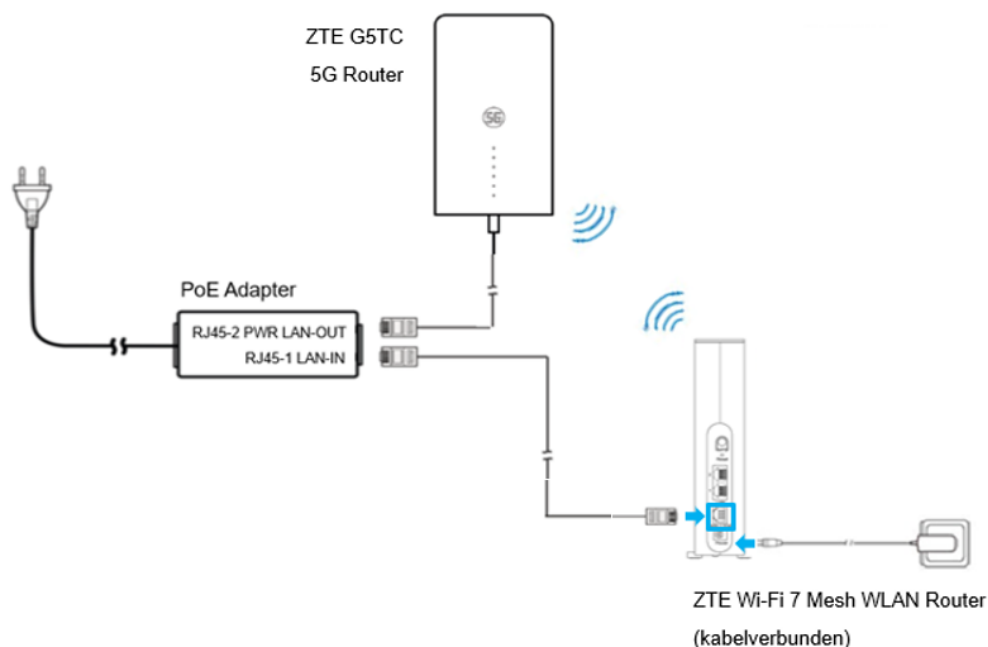 ZTE G5TC
5G Router
5G
PoE Adapter
RJ45-2 PWR LAN-OUT
RJ45-1 LAN-IN
ZTE Wi-Fi 7 Mesh WLAN Router
(kabelverbunden)